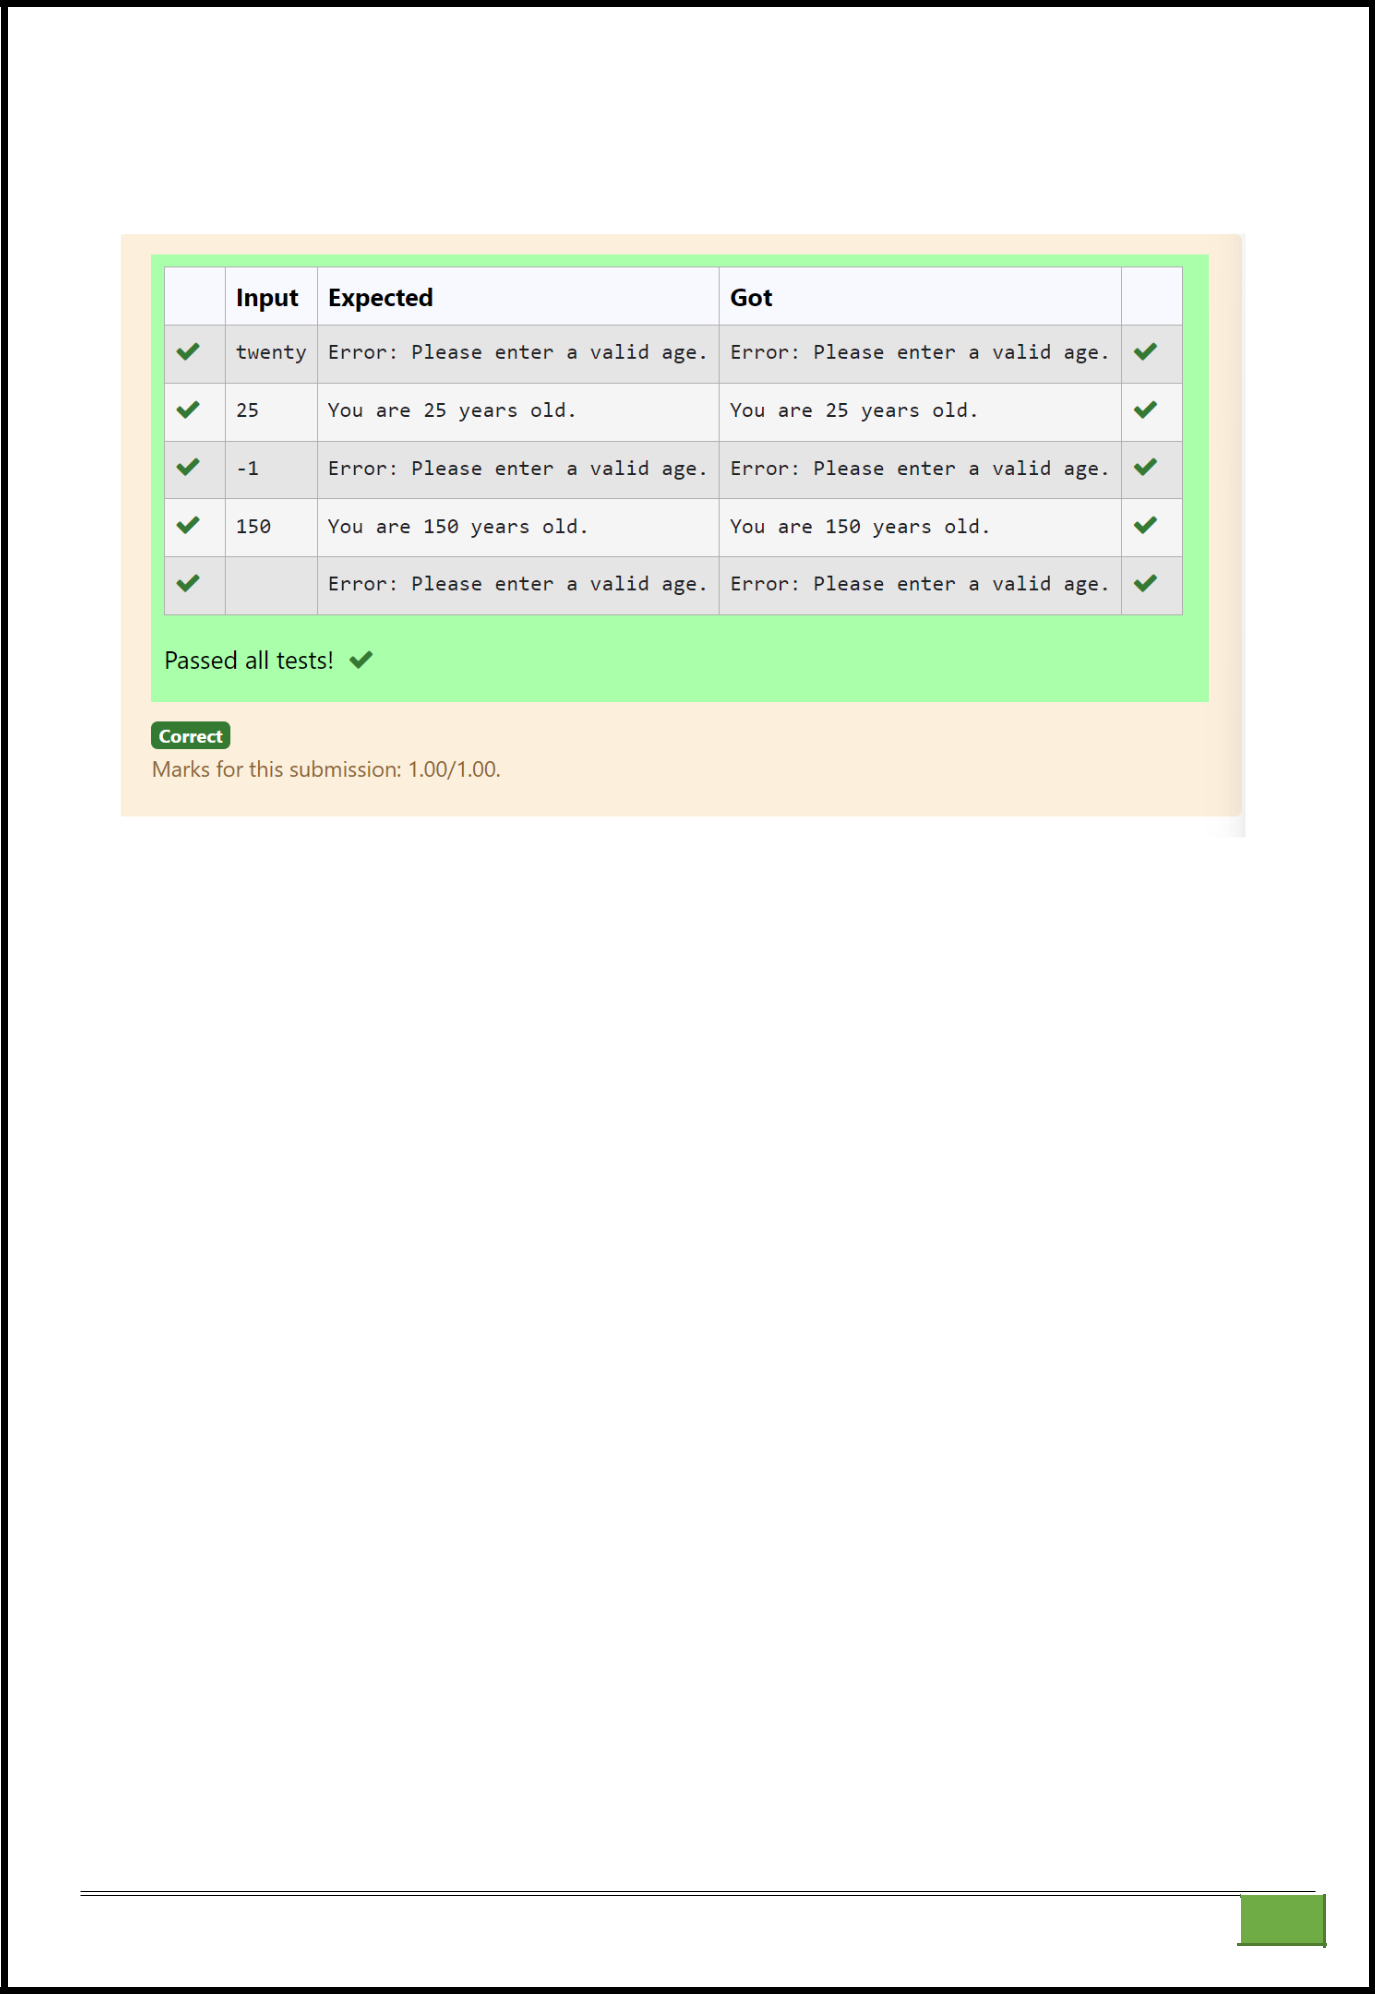 Input Expected Got
twenty Error: Please enter a valid age. Error: Please enter a valid age.
25 You are 25 years old. You are 25 years old.
-1 Error: Please enter a valid age. Error: Please enter a valid age.
150 You are 150 years old. You are 150 years old.
Error: Please enter a valid age. Error: Please enter a valid age.
Passed all tests!
Correct
Marks for this submission: 1.00/1.00.